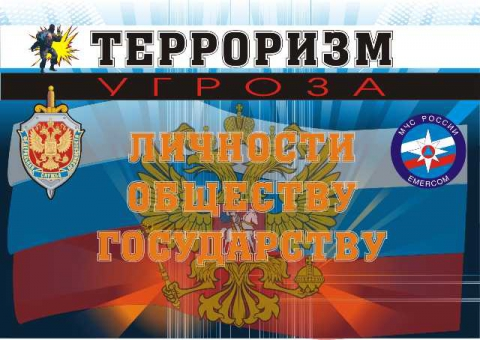 ТЕРРОРИЗМ
УГРОЗА
ЛИЧНОСТИ
ОБЩЕСТВУ
ГОСУДАРСТВУ
МЧС РОССИИ
EMERCOM